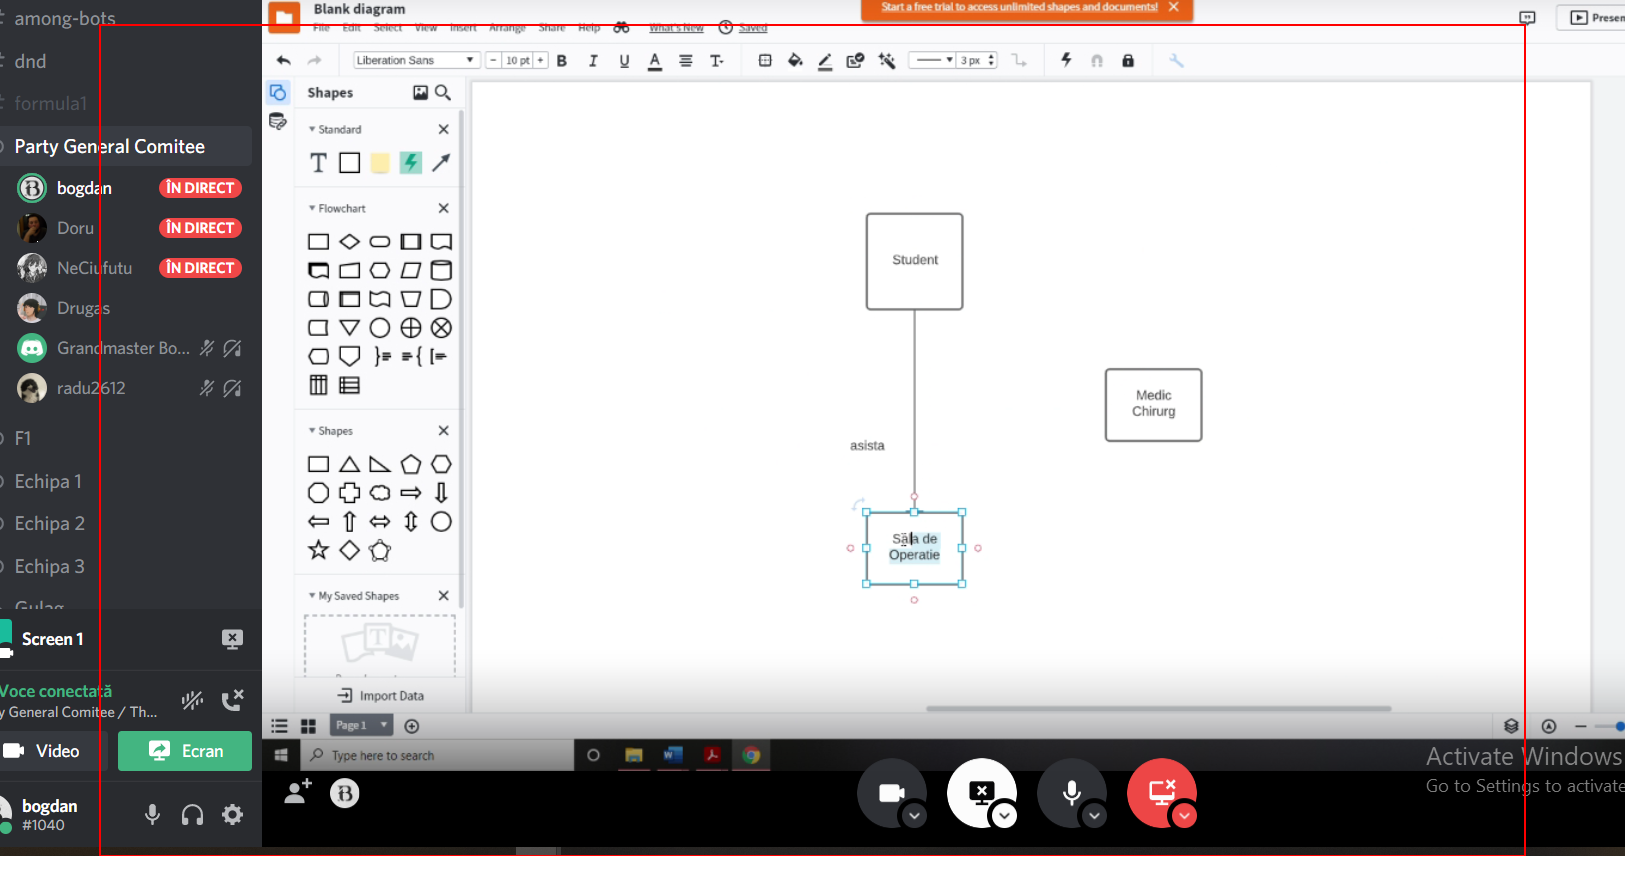 among-bots
dnd
formula1
Party General Comitee
bogdan ÎN DIRECT
Doru ÎN DIRECT
NeCiufutu ÎN DIRECT
Drugas
Grandmaster Bo...
radu2612
F1
Echipa 1
Echipa 2
Echipa 3
Gulag
Screen 1
Voce conectată
y General Comitee / Th...
Video
Ecran
bogdan
#1040
Blank diagram
File Edit Select View Insert Arrange Share Help What's New Saved
Start a free trial to access unlimited shapes and documents!
Presen
Liberation Sans
10 pt
3 px
Shapes
Standard
Flowchart
Shapes
My Saved Shapes
Import Data
Student
asista
Medic
Chirurg
Sala de
Operatie
Page 1
Type here to search
Activate Windows
Go to Settings to activate